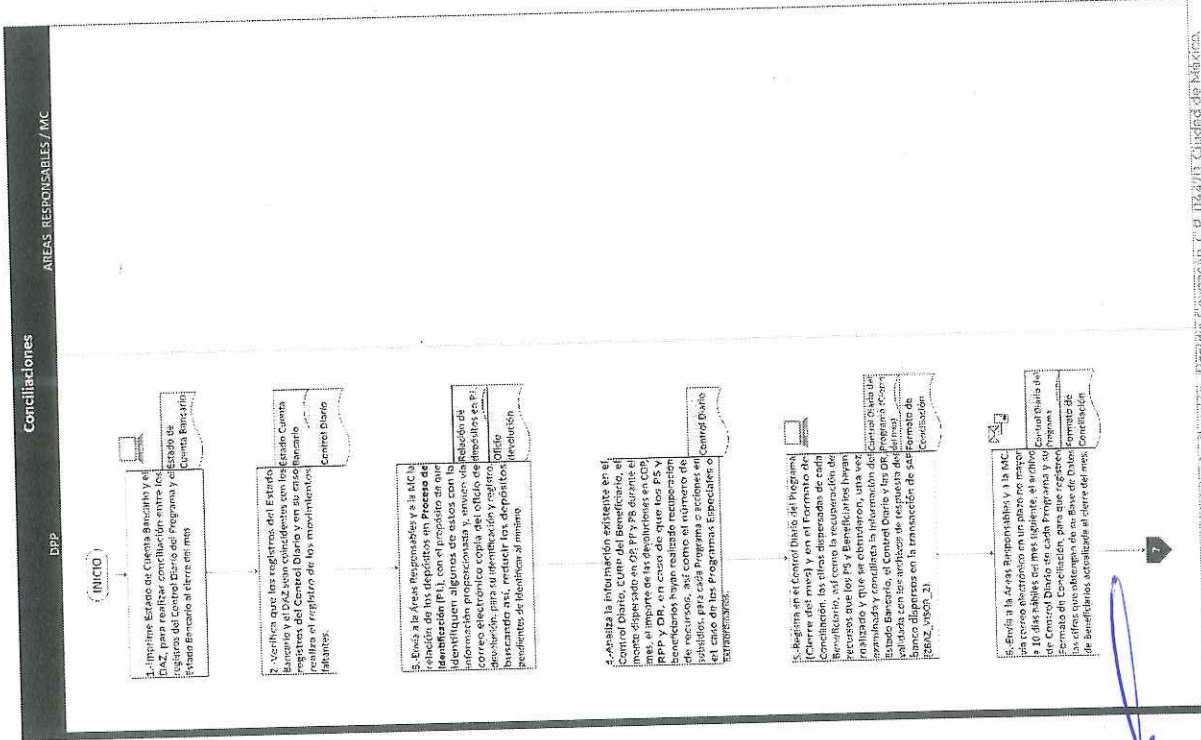 Conciliaciones
DPP
AREAS RESPONSABLES / MC
INICIO
1.-Imprime Estado de Cuenta Bancario y el
DAZ, para realizar conciliación entre los
registros del Control Diario del Programa y el
Estado Bancario al cierre del mes
Estado de
Cuenta Bancario
2.-Verifica que los registros del Estado
Bancario y el DAZ sean coincidentes con los
registros del Control Diario y en su caso
realiza el registro de los movimientos
faltantes.
Estado Cuenta
Bancario
Control Diario
3.-Envía a la Áreas Responsables y a la MC la
relación de los depósitos en Proceso de
Identificación (P.I.), con el propósito de que
identifiquen algunos de estos con la
información proporcionada y, envíen vía
correo electrónico copia del oficio de
devolución, para su identificación y registro,
buscando así, reducir los depósitos
pendientes de identificar al mínimo.
Relación de
depósitos en P.I.
Oficio
devolución
4.-Analiza la información existente en el
Control Diario, CURP del Beneficiario, el
monto dispersado en OP, PP y PB durante el
mes, el importe de las devoluciones en COP,
RPP y DR, en caso de que los PS y
beneficiarios hayan realizado recuperación
de recursos, así como el número de
subsidios, para cada Programa o acciones en
el caso de los Programas Especiales o
Extraordinarios.
Control Diario
5.-Registra en el Control Diario del Programa
(Cierre del mes) y en el Formato de
Conciliación, las cifras dispersadas de cada
Beneficiario, así como la recuperación de
recursos que los PS y Beneficiarios hayan
realizado y que se obtuvieron, una vez
examinada y conciliada la información del
Estado Bancario, el Control Diario y las OR,
validada con los archivos de respuesta del
banco dispersos en la transacción de SAP
(ZBAZ_VISOR_2).
Control Diario del
Programa (Cierre
del mes)
Formato de
Conciliación
6.-Envía a la Areas Responsables y a la MC,
vía correo electrónico en un plazo no mayor
a 10 días hábiles del mes siguiente, el archivo
de Control Diario de cada Programa y su
Formato de Conciliación, para que registren
las cifras que obtengan de su Base de Datos
de Beneficiarios actualizada al cierre del mes.
Control Diario del
Programa
Formato de
Conciliación
7
Ciudad de México.